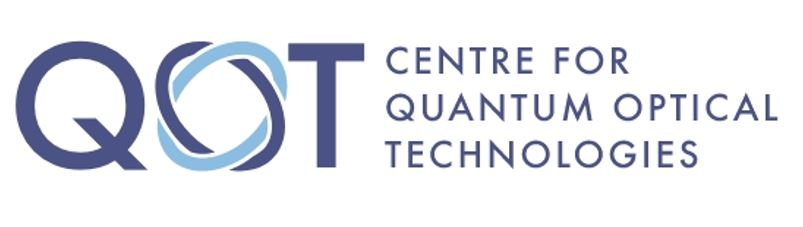 QOT
CENTRE FOR
QUANTUM OPTICAL
TECHNOLOGIES